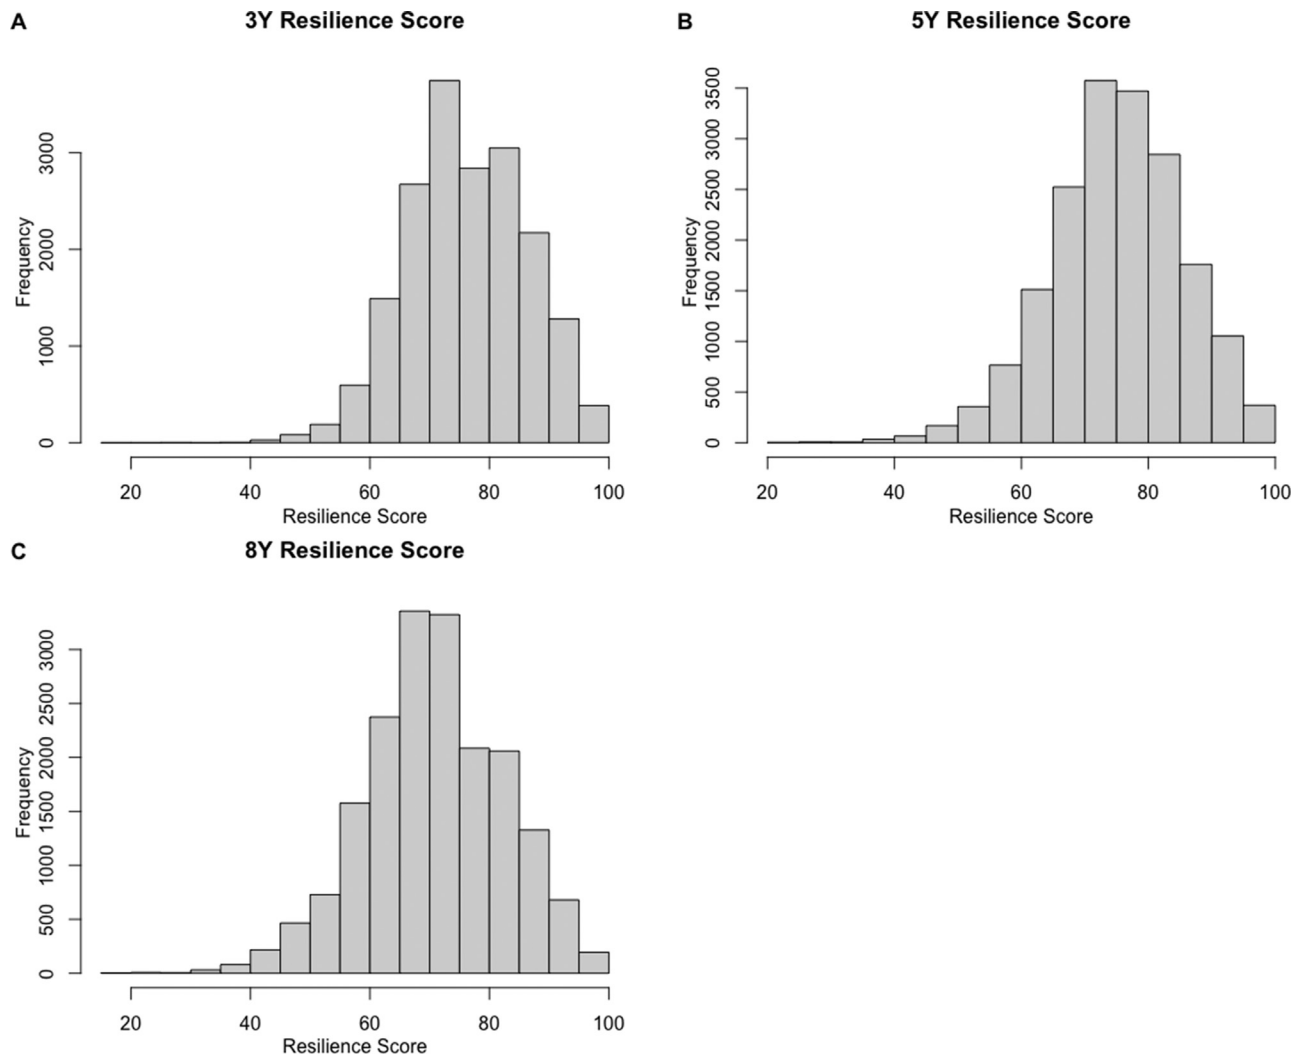 A
3Y Resilience Score
Frequency
3000
2000
1000
0
20 40 60 80 100
Resilience Score
B
5Y Resilience Score
Frequency
3500
3000
2500
2000
1500
1000
500
0
20 40 60 80 100
Resilience Score
C
8Y Resilience Score
Frequency
3000
2500
2000
1500
1000
500
0
20 40 60 80 100
Resilience Score